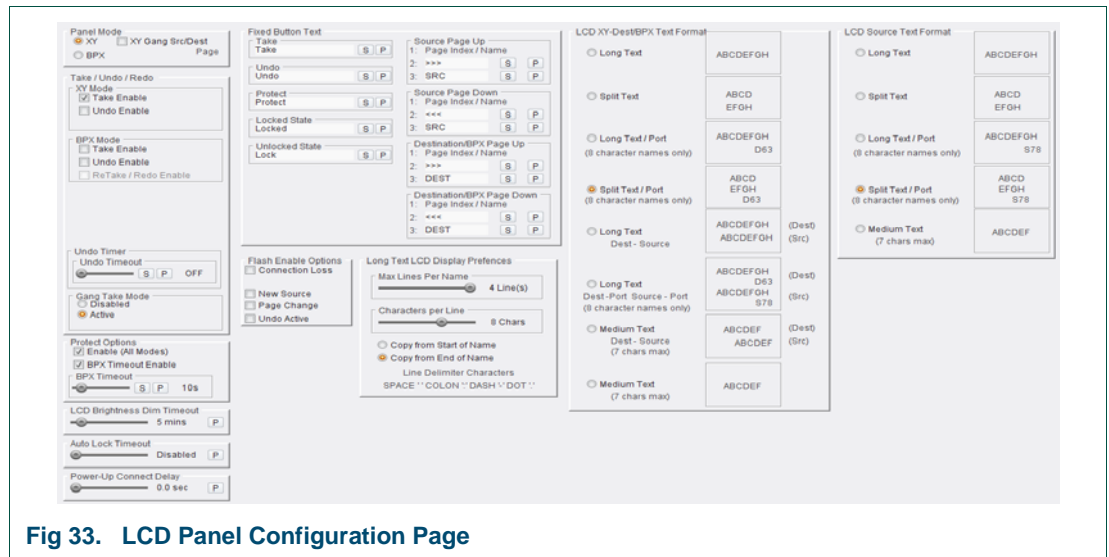 Panel Mode
XY
XY Gang Src/Dest
Page
BPX
Take / Undo / Redo
XY Mode
Take Enable
Undo Enable
BPX Mode
Take Enable
Undo Enable
ReTake / Redo Enable
Undo Timer
Undo Timeout
S P OFF
Gang Take Mode
Disabled
Active
Protect Options
Enable (All Modes)
BPX Timeout Enable
BPX Timeout
S P 10s
LCD Brightness Dim Timeout
5 mins P
Auto Lock Timeout
Disabled P
Power-Up Connect Delay
0.0 sec P
Fixed Button Text
Take
Take S P
Undo
Undo S P
Protect
Protect S P
Locked State
Locked S P
Unlocked State
Lock S P
Source Page Up
1: Page Index / Name
2: >>> S P
3: SRC S P
Source Page Down
1: Page Index / Name
2: <<< S P
3: SRC S P
Destination/BPX Page Up
1: Page Index / Name
2: >>> S P
3: DEST S P
Destination/BPX Page Down
1: Page Index / Name
2: <<< S P
3: DEST S P
Flash Enable Options
Connection Loss
New Source
Page Change
Undo Active
Long Text LCD Display Prefences
Max Lines Per Name
4 Line(s)
Characters per Line
8 Chars
Copy from Start of Name
Copy from End of Name
Line Delimiter Characters
SPACE ' ' COLON ':' DASH '-' DOT '.'
LCD XY-Dest/BPX Text Format
Long Text ABCDEFGH
Split Text ABCD
EFGH
Long Text / Port ABCDEFGH
(8 character names only) D63
Split Text / Port ABCD
EFGH
(8 character names only) D63
Long Text ABCDEFGH (Dest)
Dest - Source ABCDEFGH (Src)
Long Text ABCDEFGH (Dest)
D63
Dest -Port Source - Port ABCDEFGH (Src)
(8 character names only) S78
Medium Text ABCDEF (Dest)
Dest - Source ABCDEF (Src)
(7 chars max)
Medium Text ABCDEF
(7 chars max)
LCD Source Text Format
Long Text ABCDEFGH
Split Text ABCD
EFGH
Long Text / Port ABCDEFGH
(8 character names only) S78
Split Text / Port ABCD
EFGH
(8 character names only) S78
Medium Text ABCDEF
(7 chars max)
Fig 33. LCD Panel Configuration Page